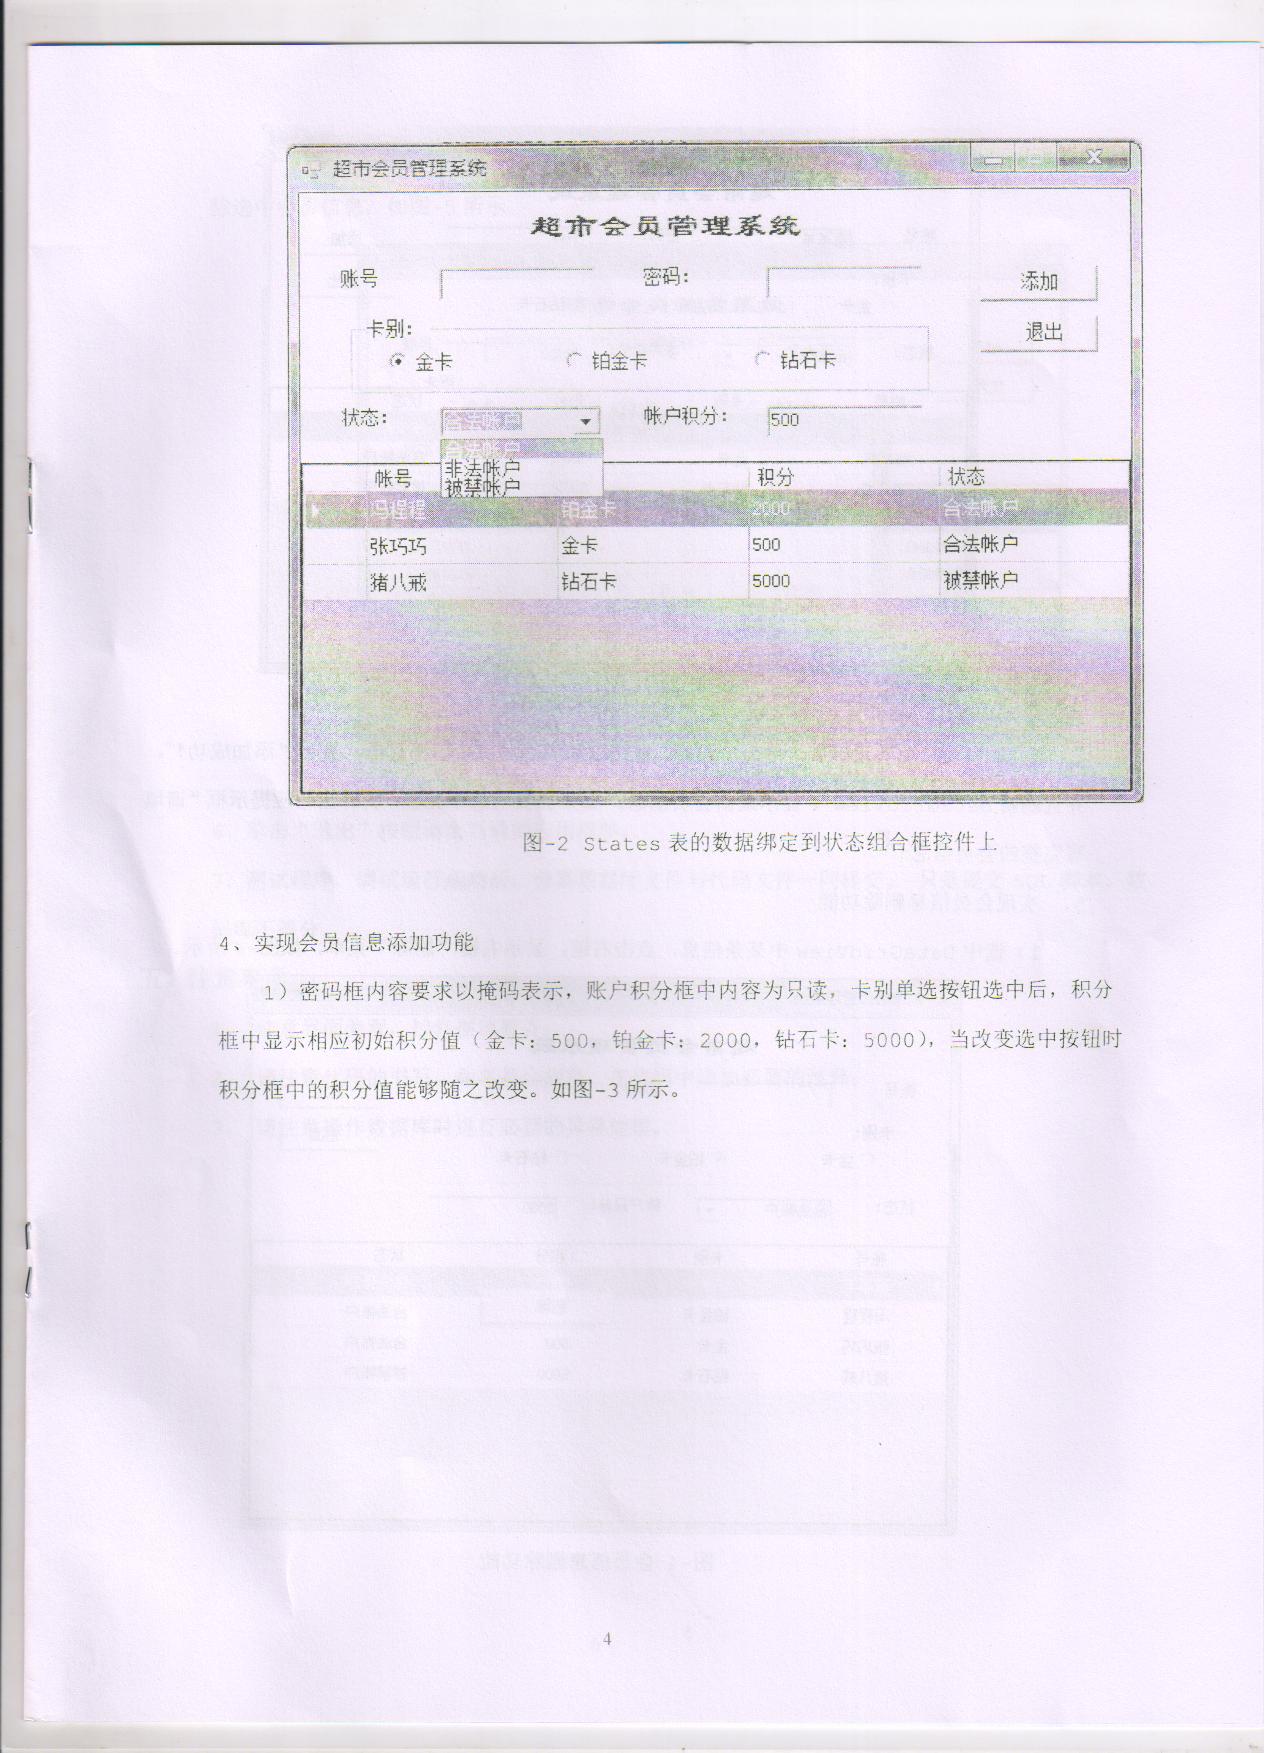 超市会员管理系统
超市会员管理系统
账号 密码: 添加
卡别: 退出
金卡 铂金卡 钻石卡
状态: 合法帐户 帐户积分: 500
合法帐户
非法帐户
被禁帐户
帐号 积分 状态
冯程程 铂金卡 2000 合法帐户
张巧巧 金卡 500 合法帐户
猪八戒 钻石卡 5000 被禁帐户
图-2 States 表的数据绑定到状态组合框控件上
4、实现会员信息添加功能
1）密码框内容要求以掩码表示，账户积分框中内容为只读，卡别单选按钮选中后，积分
框中显示相应初始积分值（金卡: 500, 铂金卡: 2000, 钻石卡: 5000），当改变选中按钮时
积分框中的积分值能够随之改变。如图-3 所示。
4